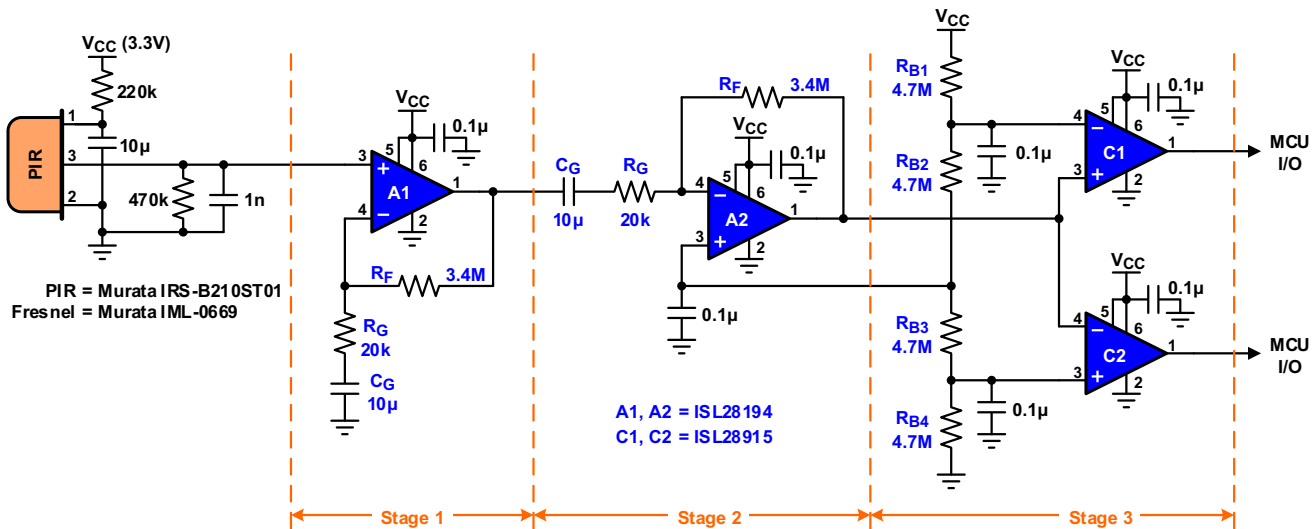 VCC (3.3V)
220k
1
10µ
3
PIR
2
470k
1n
PIR = Murata IRS-B210ST01
Fresnel = Murata IML-0669
VCC
0.1µ
5
6
3
+
A1
1
4
−
2
RF
3.4M
RG
20k
CG
10µ
Stage 1
CG
10µ
RG
20k
RF
3.4M
VCC
0.1µ
5
6
4
−
A2
1
3
+
2
0.1µ
A1, A2 = ISL28194
C1, C2 = ISL28915
Stage 2
VCC
RB1
4.7M
RB2
4.7M
0.1µ
RB3
4.7M
RB4
4.7M
0.1µ
VCC
0.1µ
5
6
4
−
C1
1
3
+
2
MCU
I/O
VCC
0.1µ
5
6
4
−
C2
1
3
+
2
MCU
I/O
Stage 3